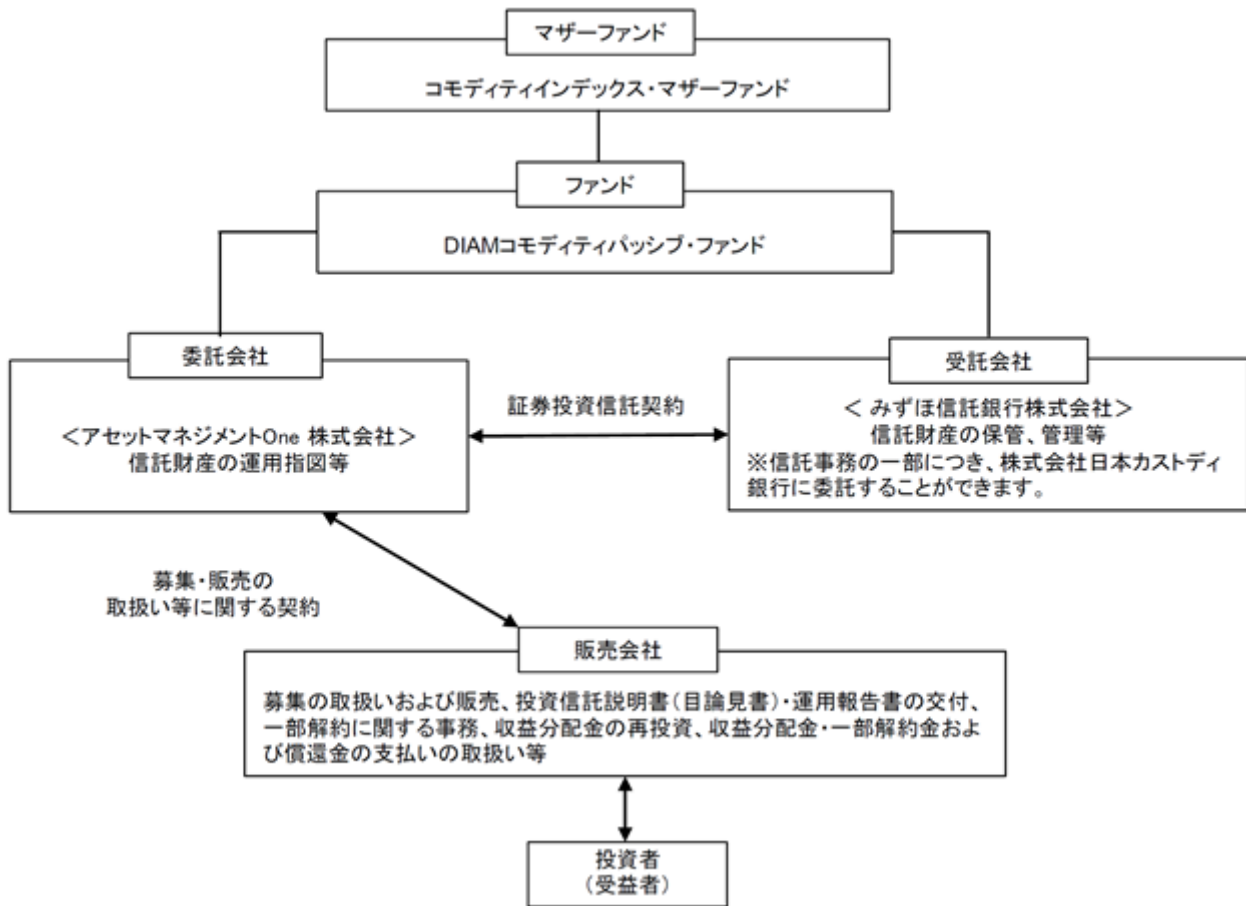 マザーファンド
コモディティインデックス・マザーファンド
ファンド
DIAMコモディティパッシブ・ファンド
委託会社
＜アセットマネジメントOne 株式会社＞
信託財産の運用指図等
証券投資信託契約
受託会社
＜ みずほ信託銀行株式会社＞
信託財産の保管、管理等
※信託事務の一部につき、株式会社日本カストディ
銀行に委託することができます。
募集・販売の
取扱い等に関する契約
販売会社
募集の取扱いおよび販売、投資信託説明書（目論見書）・運用報告書の交付、
一部解約に関する事務、収益分配金の再投資、収益分配金・一部解約金およ
び償還金の支払いの取扱い等
投資者
（受益者）